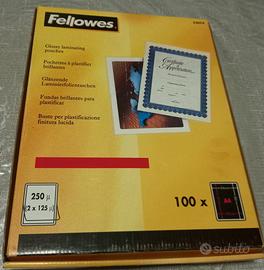 Fellowes
Glossy laminating
pouches
Pochettes à plastifier
brillantes
Glänzende
Laminierfolientaschen
Fundas brillantes para
plastificar
Buste per plastificazione
finitura lucida
Certificate
of
Appreciation
250 µ
(2 x 125 µ)
100 x
A4
subito